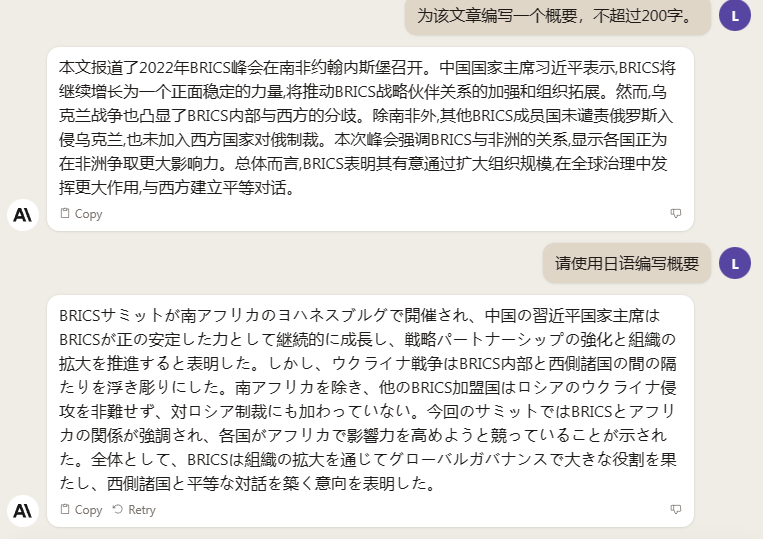 为该文章编写一个概要，不超过200字。
L
本文报道了2022年BRICS峰会在南非约翰内斯堡召开。中国国家主席习近平表示,BRICS将
继续增长为一个正面稳定的力量,将推动BRICS战略伙伴关系的加强和组织拓展。然而,乌
克兰战争也凸显了BRICS内部与西方的分歧。除南非外,其他BRICS成员国未谴责俄罗斯入
侵乌克兰,也未加入西方国家对俄制裁。本次峰会强调BRICS与非洲的关系,显示各国正为
在非洲争取更大影响力。总体而言,BRICS表明其有意通过扩大组织规模,在全球治理中发
挥更大作用,与西方建立平等对话。
A\
Copy
请使用日语编写概要
L
BRICSサミットが南アフリカのヨハネスブルグで開催され、中国の習近平国家主席は
BRICSが正の安定した力として継続的に成長し、戦略パートナーシップの強化と組織の
拡大を推進すると表明した。しかし、ウクライナ戦争はBRICS内部と西側諸国の間の隔
たりを浮き彫りにした。南アフリカを除き、他のBRICS加盟国はロシアのウクライナ侵
攻を非難せず、対ロシア制裁にも加わっていない。今回のサミットではBRICSとアフリ
カの関係が強調され、各国がアフリカで影響力を高めようと競っていることが示され
た。全体として、BRICSは組織の拡大を通じてグローバルガバナンスで大きな役割を果
たし、西側諸国と平等な対話を築く意向を表明した。
A\
Copy Retry